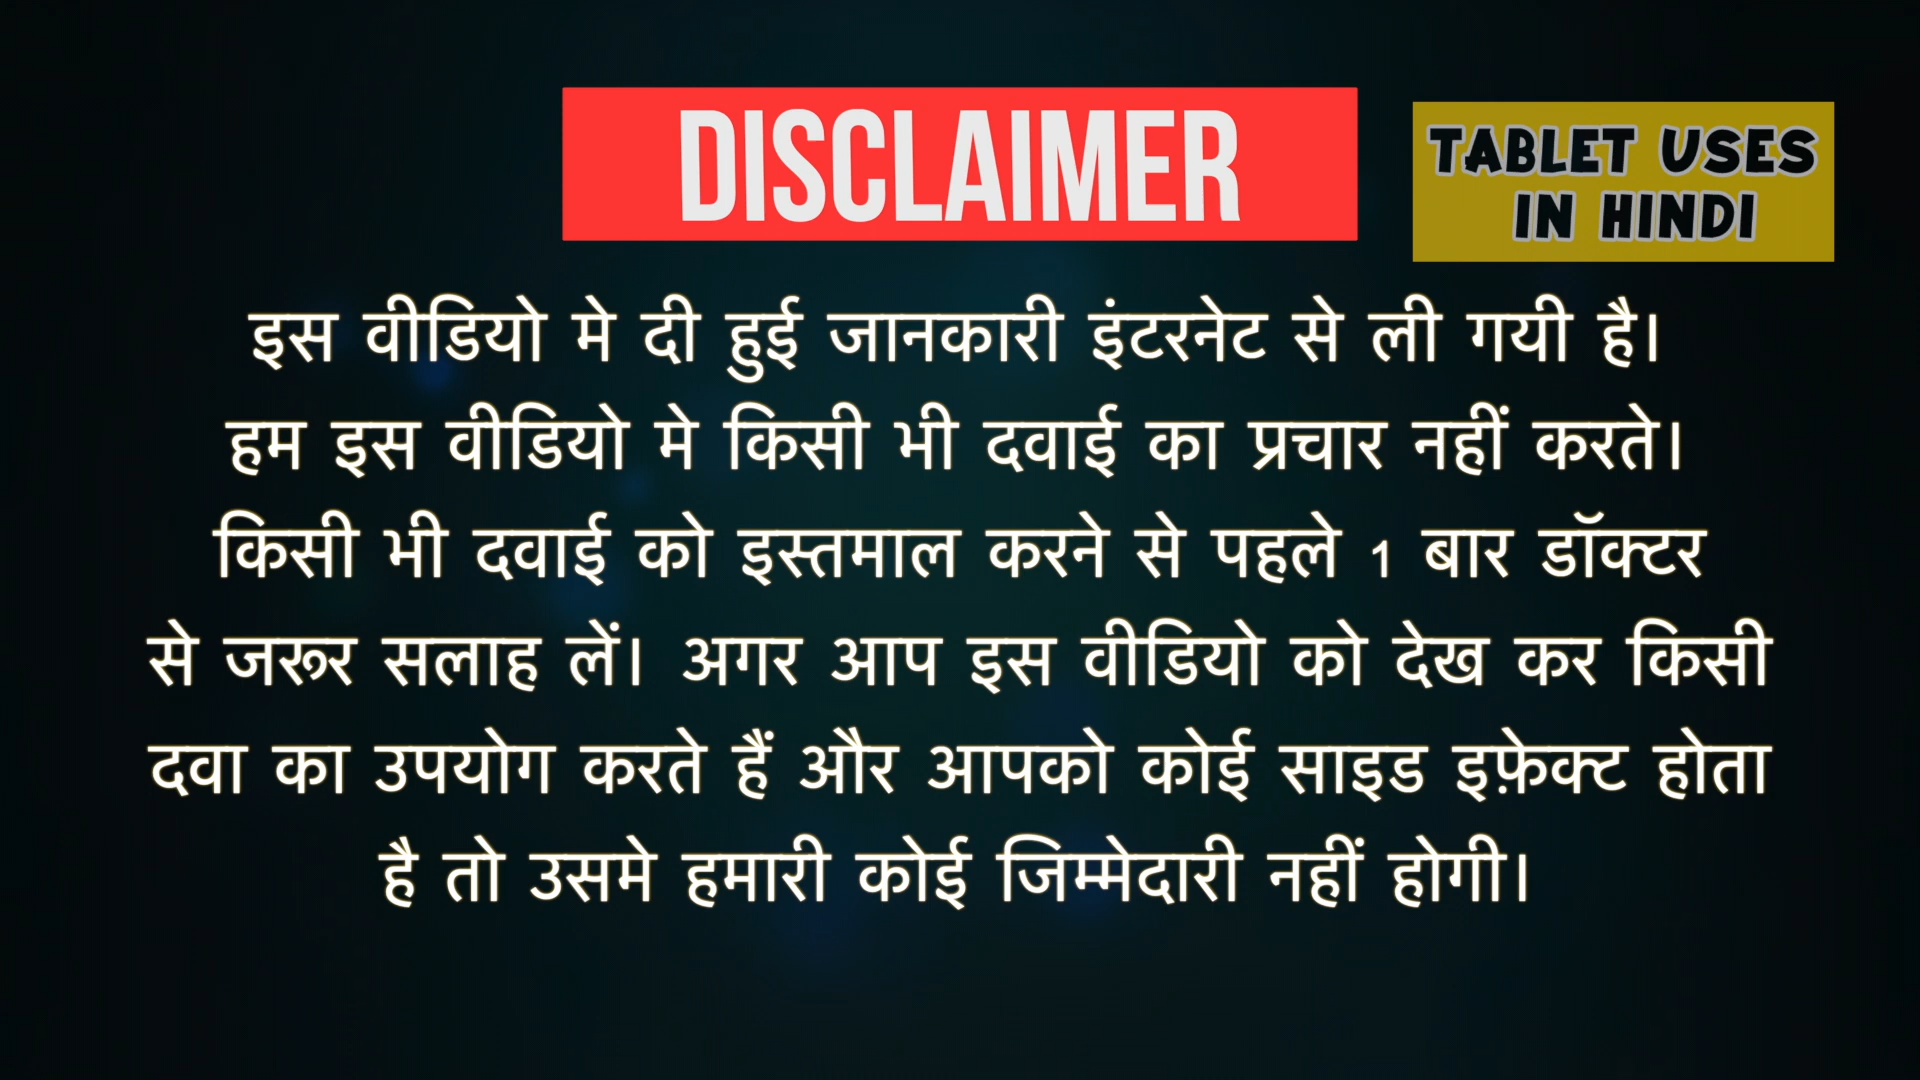 DISCLAIMER
TABLET USES
IN HINDI
इस वीडियो मे दी हुई जानकारी इंटरनेट से ली गयी है।
हम इस वीडियो मे किसी भी दवाई का प्रचार नहीं करते।
किसी भी दवाई को इस्तमाल करने से पहले 1 बार डॉक्टर
से जरूर सलाह लें। अगर आप इस वीडियो को देख कर किसी
दवा का उपयोग करते हैं और आपको कोई साइड इफ़ेक्ट होता
है तो उसमे हमारी कोई जिम्मेदारी नहीं होगी।